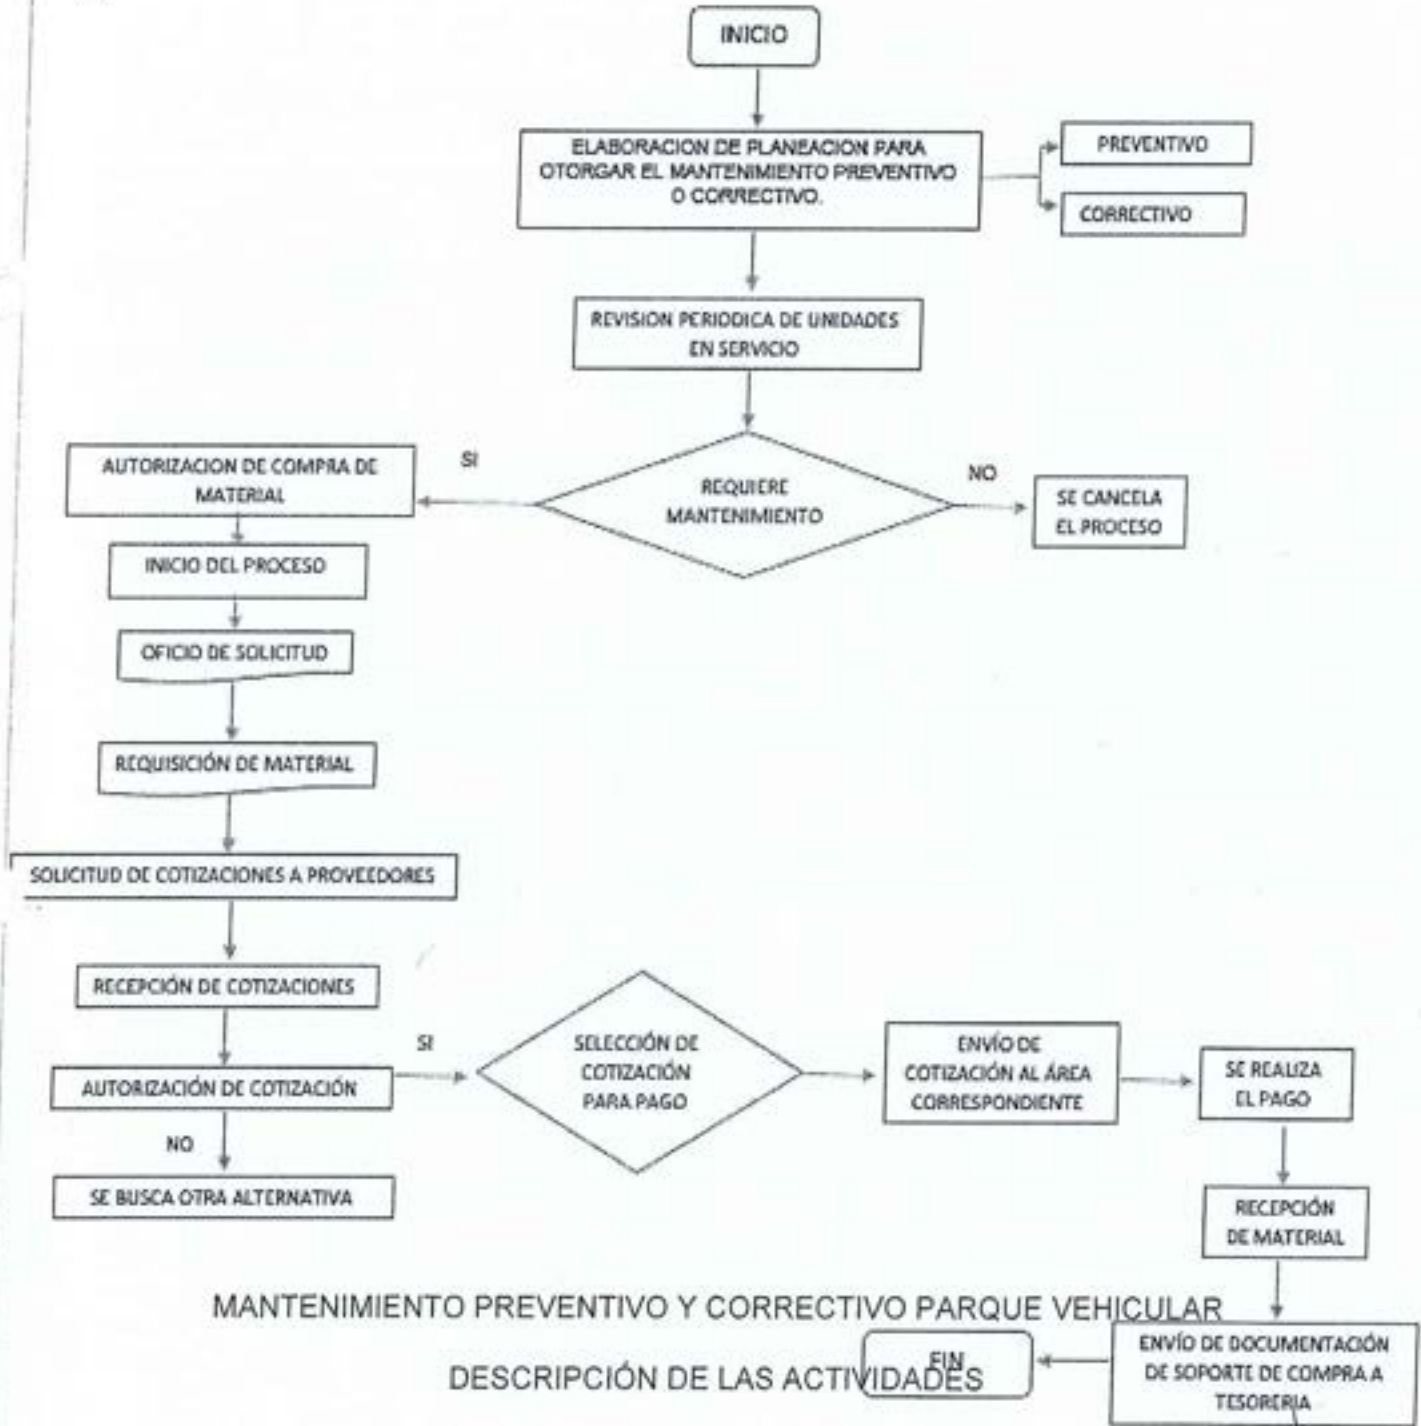 INICIO
ELABORACION DE PLANEACION PARA
OTORGAR EL MANTENIMIENTO PREVENTIVO
O CORRECTIVO.
PREVENTIVO
CORRECTIVO
REVISION PERIODICA DE UNIDADES
EN SERVICIO
REQUIERE
MANTENIMIENTO
SI
NO
AUTORIZACION DE COMPRA DE
MATERIAL
SE CANCELA
EL PROCESO
INICIO DEL PROCESO
OFICIO DE SOLICITUD
REQUISICIÓN DE MATERIAL
SOLICITUD DE COTIZACIONES A PROVEEDORES
RECEPCIÓN DE COTIZACIONES
AUTORIZACIÓN DE COTIZACIÓN
SI
NO
SE BUSCA OTRA ALTERNATIVA
SELECCIÓN DE
COTIZACIÓN
PARA PAGO
ENVÍO DE
COTIZACIÓN AL ÁREA
CORRESPONDIENTE
SE REALIZA
EL PAGO
RECEPCIÓN
DE MATERIAL
ENVÍO DE DOCUMENTACIÓN
DE SOPORTE DE COMPRA A
TESORERIA
FIN
MANTENIMIENTO PREVENTIVO Y CORRECTIVO PARQUE VEHICULAR
DESCRIPCIÓN DE LAS ACTIVIDADES